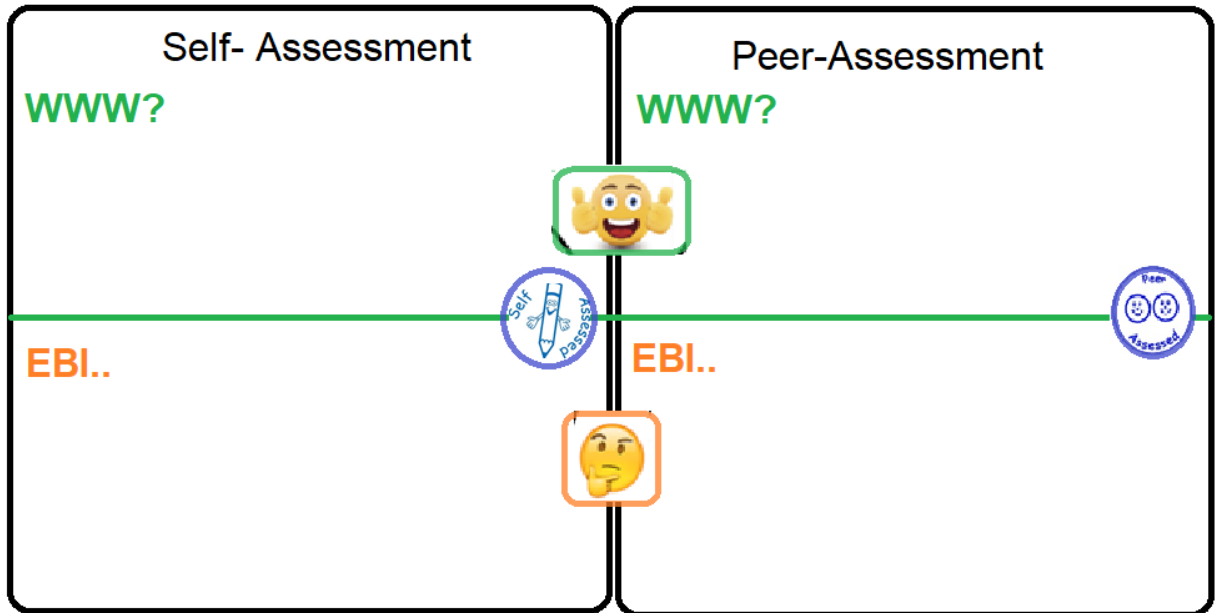 Self- Assessment
WWW?
Self Assessed
EBI..
Peer-Assessment
WWW?
Peer
Assessed
EBI..